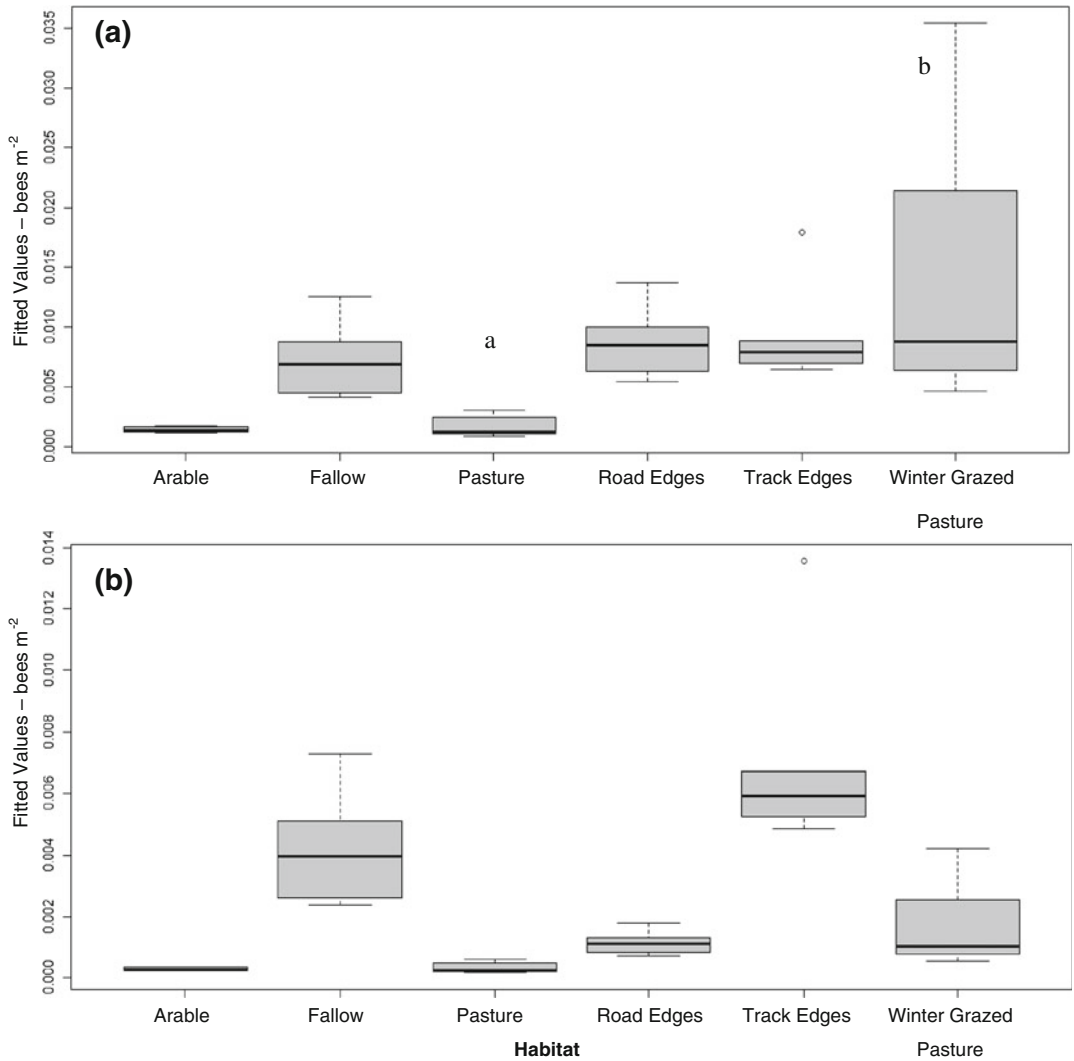 (a)
Fitted Values – bees m-2
0.035
0.030
0.025
0.020
0.015
0.010
0.005
0.000
a
b
Arable Fallow Pasture Road Edges Track Edges Winter Grazed
Pasture
(b)
Fitted Values – bees m-2
0.014
0.012
0.010
0.008
0.006
0.004
0.002
0.000
Arable Fallow Pasture Road Edges Track Edges Winter Grazed
Habitat Pasture